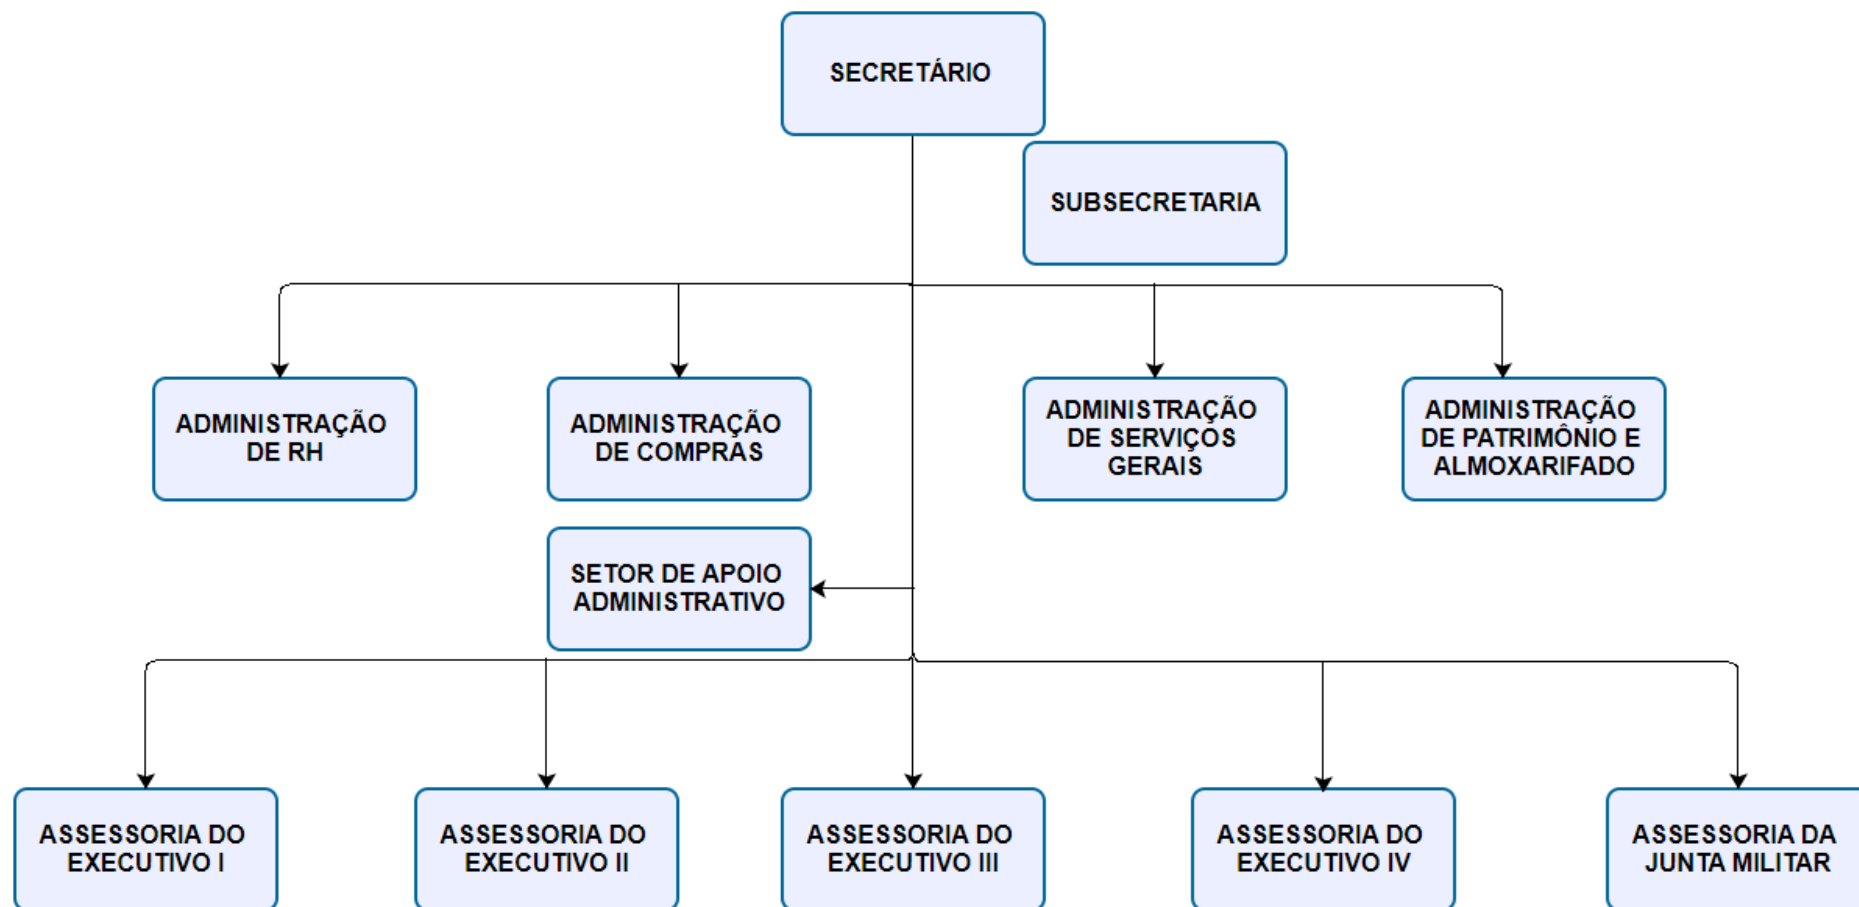 SECRETÁRIO
SUBSECRETARIA
ADMINISTRAÇÃO
DE RH
ADMINISTRAÇÃO
DE COMPRAS
ADMINISTRAÇÃO
DE SERVIÇOS
GERAIS
ADMINISTRAÇÃO
DE PATRIMÔNIO E
ALMOXARIFADO
SETOR DE APOIO
ADMINISTRATIVO
ASSESSORIA DO
EXECUTIVO I
ASSESSORIA DO
EXECUTIVO II
ASSESSORIA DO
EXECUTIVO III
ASSESSORIA DO
EXECUTIVO IV
ASSESSORIA DA
JUNTA MILITAR